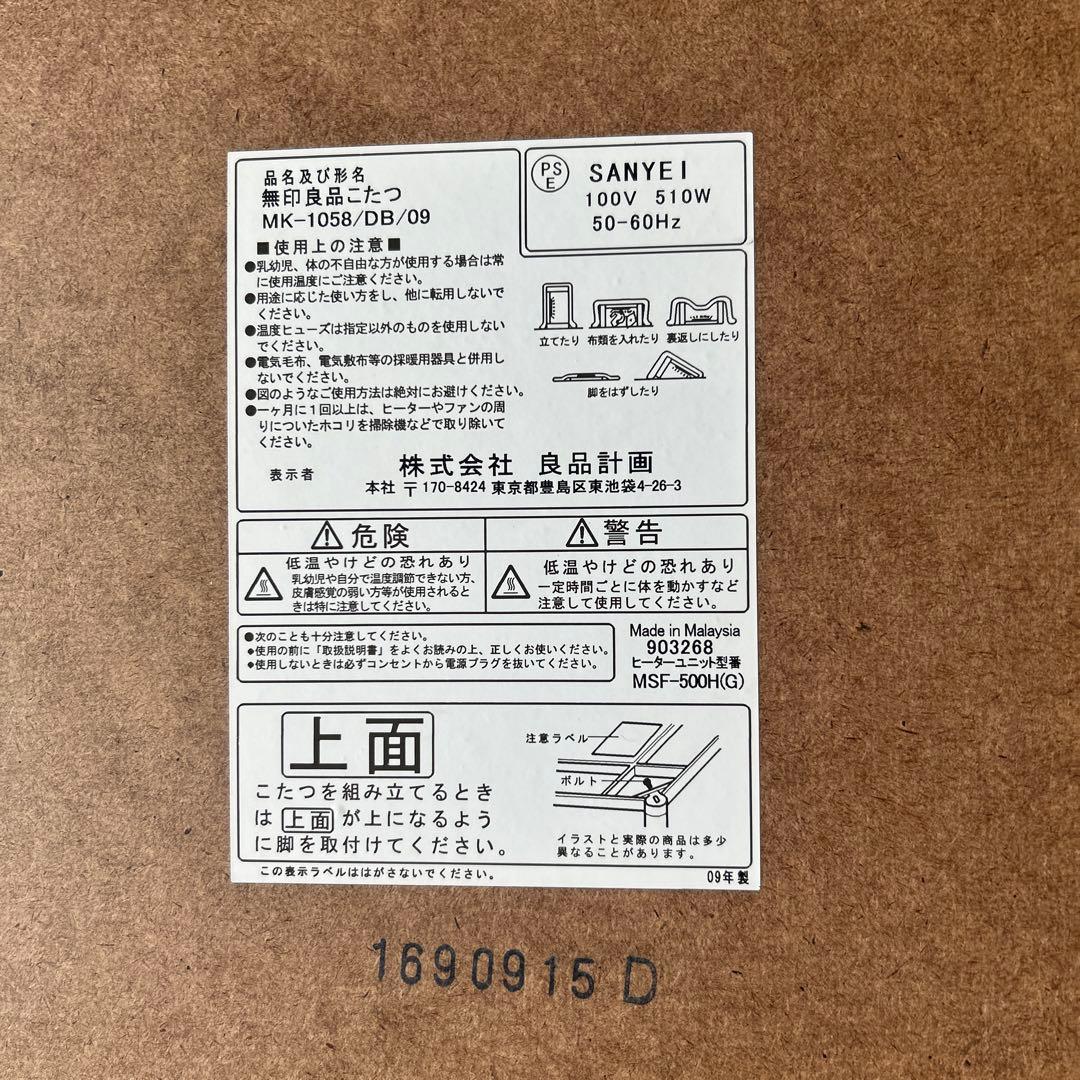 品名及び形名
無印良品こたつ
MK-1058/DB/09
■使用上の注意■
●乳幼児、体の不自由な方が使用する場合は常
に使用温度にご注意ください。
●用途に応じた使い方をし、他に転用しないで
ください。
●温度ヒューズは指定以外のものを使用しない
でください。
●電気毛布、電気敷布等の採暖用器具と併用し
ないでください。
●図のようなご使用方法は絶対にお避けください。
●一ヶ月に1回以上は、ヒーターやファンの周
りについたホコリを掃除機などで取り除いて
ください。
PS
E
SANYEI
100V 510W
50-60Hz
立てたり 布類を入れたり 裏返しにしたり
脚をはずしたり
表示者
株式会社 良品計画
本社 〒170-8424 東京都豊島区東池袋4-26-3
危険
低温やけどの恐れあり
乳幼児や自分で温度調節できない方、
皮膚感覚の弱い方等が使用されると
きは特に注意してください。
警告
低温やけどの恐れあり
一定時間ごとに体を動かすなど
注意して使用してください。
●次のことも十分注意してください。
◆使用の前に「取扱説明書」をよくお読みの上、正しくお使いください。
◆使用しないときは必ずコンセントから電源プラグを抜いてください。
Made in Malaysia
903268
ヒーターユニット型番
MSF-500H(G)
上面
こたつを組み立てるとき
は 上面 が上になるよう
に脚を取付けてください。
注意ラベル
ボルト
イラストと実際の商品は多少
異なることがあります。
この表示ラベルははがさないでください。
09年製
1690915 D